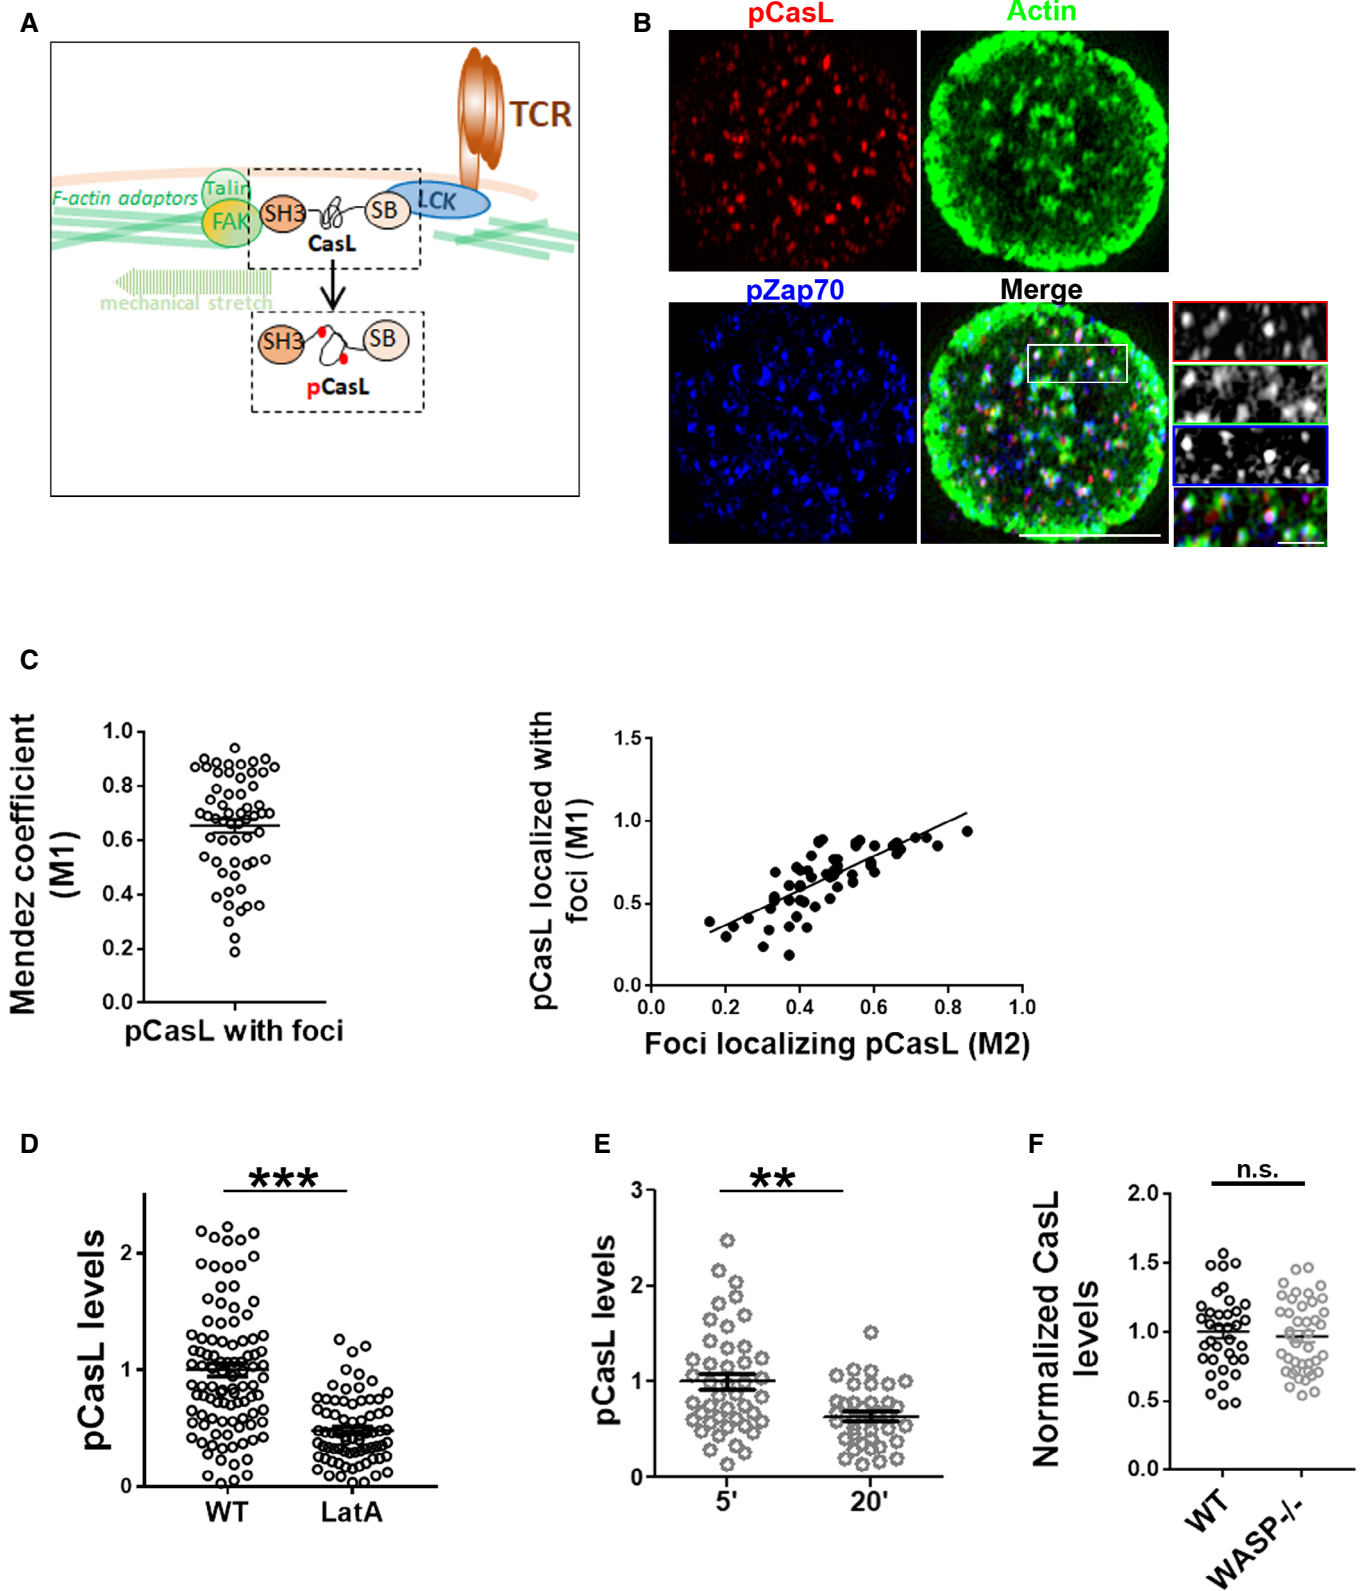 A
TCR
F-actin adaptors
Talin
FAK
SH3
SB
LCK
CasL
mechanical stretch
SH3
SB
pCasL
B
pCasL
Actin
pZap70
Merge
C
Mendez coefficient
(M1)
1.0
0.8
0.6
0.4
0.2
0.0
pCasL with foci
pCasL localized with
foci (M1)
1.5
1.0
0.5
0.0
0.0 0.2 0.4 0.6 0.8 1.0
Foci localizing pCasL (M2)
D
***
pCasL levels
2
1
0
WT LatA
E
**
pCasL levels
3
2
1
0
5' 20'
F
n.s.
Normalized CasL
levels
2.0
1.5
1.0
0.5
0.0
WT
WASP-/-